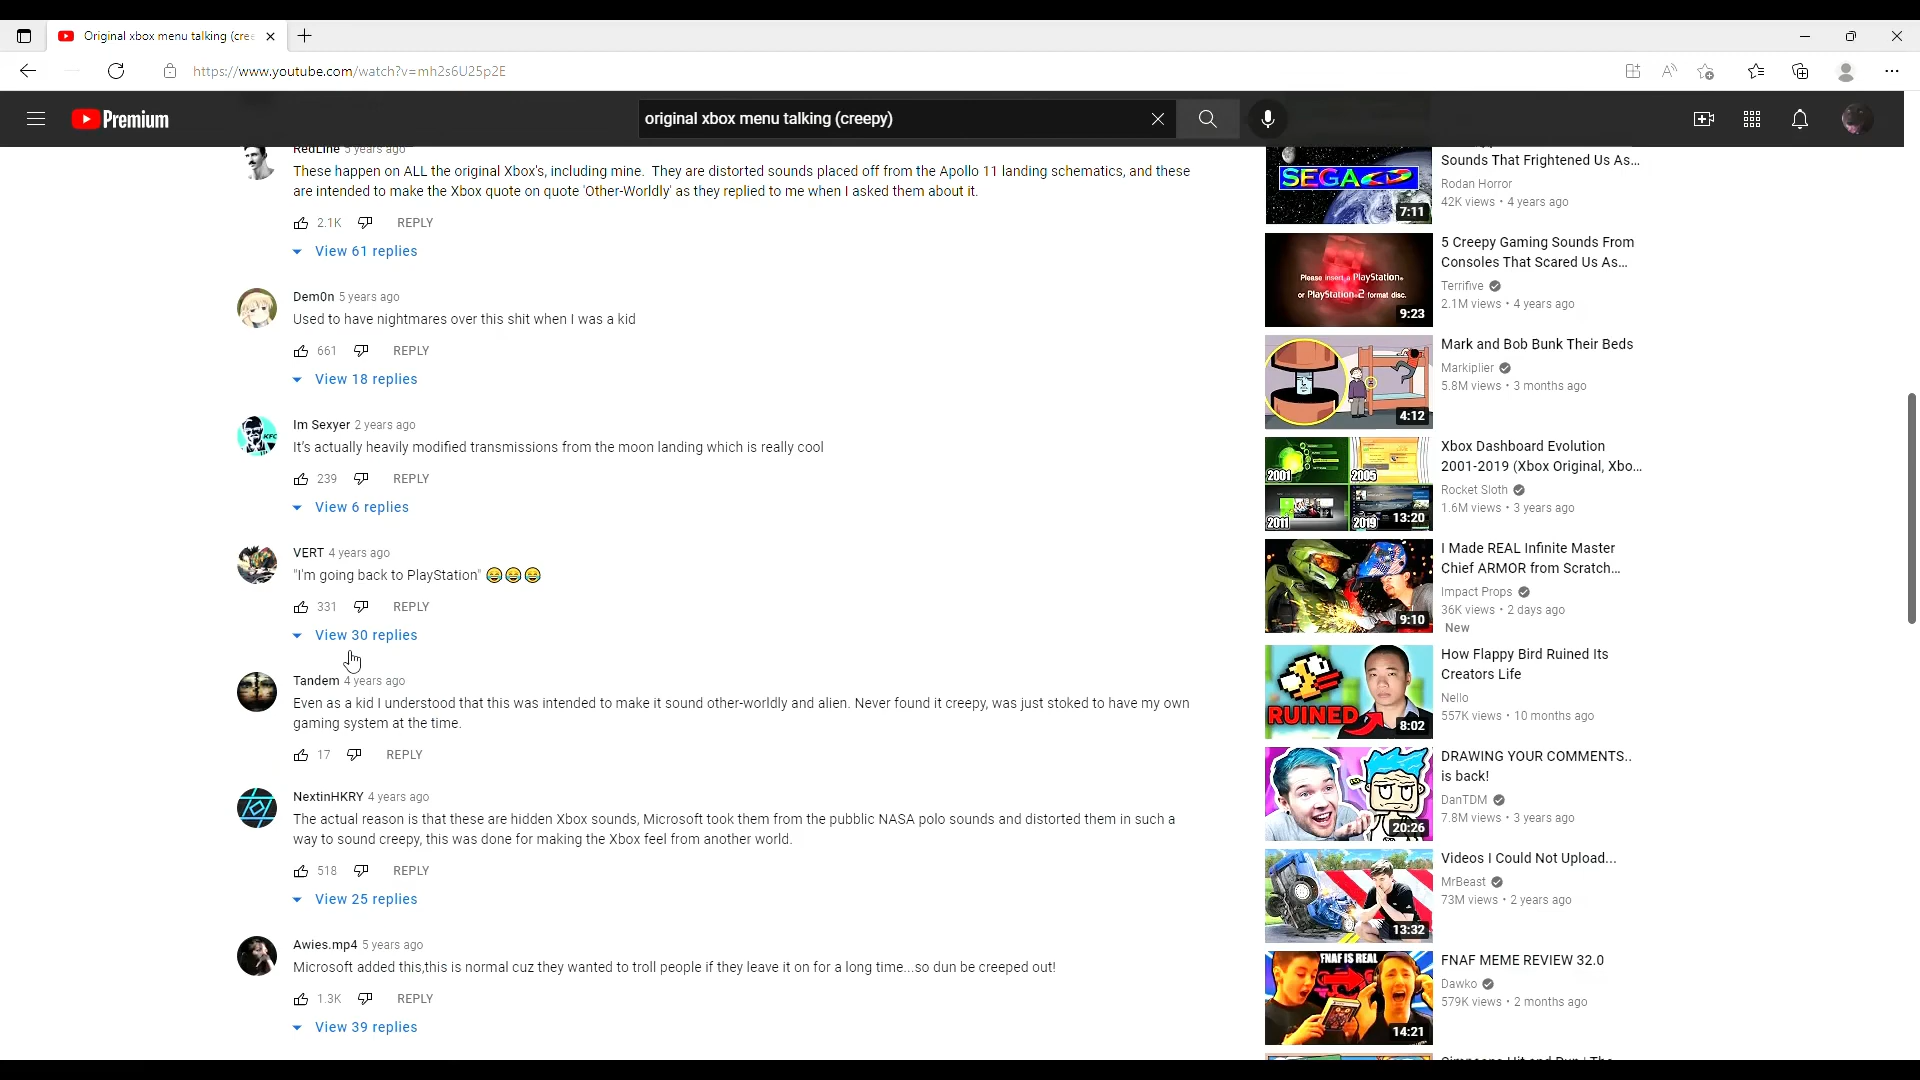 Original xbox menu talking (cree
https://www.youtube.com/watch?v=mh2s6U25p2E
Premium
original xbox menu talking (creepy)
RedLine 5 years ago
These happen on ALL the original Xbox's, including mine. They are distorted sounds placed off from the Apollo 11 landing schematics, and these
are intended to make the Xbox quote on quote 'Other-Worldly' as they replied to me when I asked them about it.
2.1K REPLY
View 61 replies
Dem0n 5 years ago
Used to have nightmares over this shit when I was a kid
661 REPLY
View 18 replies
Im Sexyer 2 years ago
It's actually heavily modified transmissions from the moon landing which is really cool
239 REPLY
View 6 replies
VERT 4 years ago
"I'm going back to PlayStation" 😂😂😂
331 REPLY
View 30 replies
Tandem 4 years ago
Even as a kid I understood that this was intended to make it sound other-worldly and alien. Never found it creepy, was just stoked to have my own
gaming system at the time.
17 REPLY
NextinHKRY 4 years ago
The actual reason is that these are hidden Xbox sounds, Microsoft took them from the pubblic NASA polo sounds and distorted them in such a
way to sound creepy, this was done for making the Xbox feel from another world.
518 REPLY
View 25 replies
Awies.mp4 5 years ago
Microsoft added this,this is normal cuz they wanted to troll people if they leave it on for a long time...so dun be creeped out!
1.3K REPLY
View 39 replies
SEGA CD
7:11
Sounds That Frightened Us As...
Rodan Horror
42K views • 4 years ago
Please insert a PlayStation®
or PlayStation®2 format disc.
9:23
5 Creepy Gaming Sounds From
Consoles That Scared Us As...
Terrifive
2.1M views • 4 years ago
4:12
Mark and Bob Bunk Their Beds
Markiplier
5.8M views • 3 months ago
2001 2005
2011 2019 13:20
Xbox Dashboard Evolution
2001-2019 (Xbox Original, Xbo...
Rocket Sloth
1.6M views • 3 years ago
9:10
I Made REAL Infinite Master
Chief ARMOR from Scratch...
Impact Props
36K views • 2 days ago
New
RUINED
8:02
How Flappy Bird Ruined Its
Creators Life
Nello
557K views • 10 months ago
20:26
DRAWING YOUR COMMENTS..
is back!
DanTDM
7.8M views • 3 years ago
13:32
Videos I Could Not Upload...
MrBeast
73M views • 2 years ago
FNAF IS REAL
14:21
FNAF MEME REVIEW 32.0
Dawko
579K views • 2 months ago